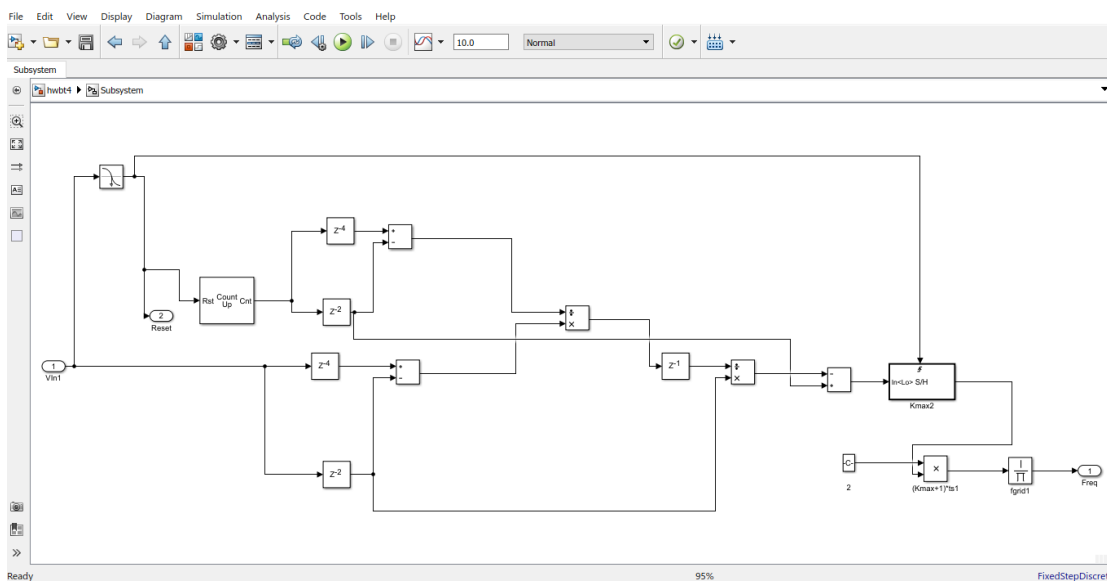 File Edit View Display Diagram Simulation Analysis Code Tools Help
10.0 Normal
Subsystem
hwbt4 Subsystem
Z-4
+
-
Rst Count Up Cnt
Z-2
2
Reset
÷
×
1
VIn1
Z-4
+
-
Z-1
÷
×
-
+
In<Lo> S/H
Kmax2
Z-2
-C-
2
×
(Kmax+1)*ts1
1
∏
fgrid1
1
Freq
Ready 95% FixedStepDiscret